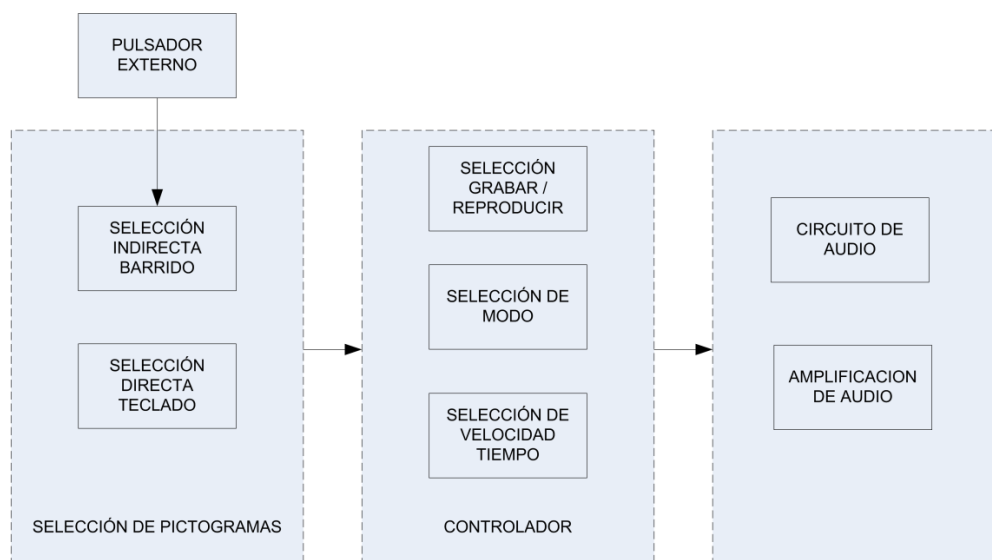 PULSADOR
EXTERNO
SELECCIÓN
INDIRECTA
BARRIDO
SELECCIÓN
DIRECTA
TECLADO
SELECCIÓN DE PICTOGRAMAS
SELECCIÓN
GRABAR /
REPRODUCIR
SELECCIÓN DE
MODO
SELECCIÓN DE
VELOCIDAD
TIEMPO
CONTROLADOR
CIRCUITO DE
AUDIO
AMPLIFICACION
DE AUDIO